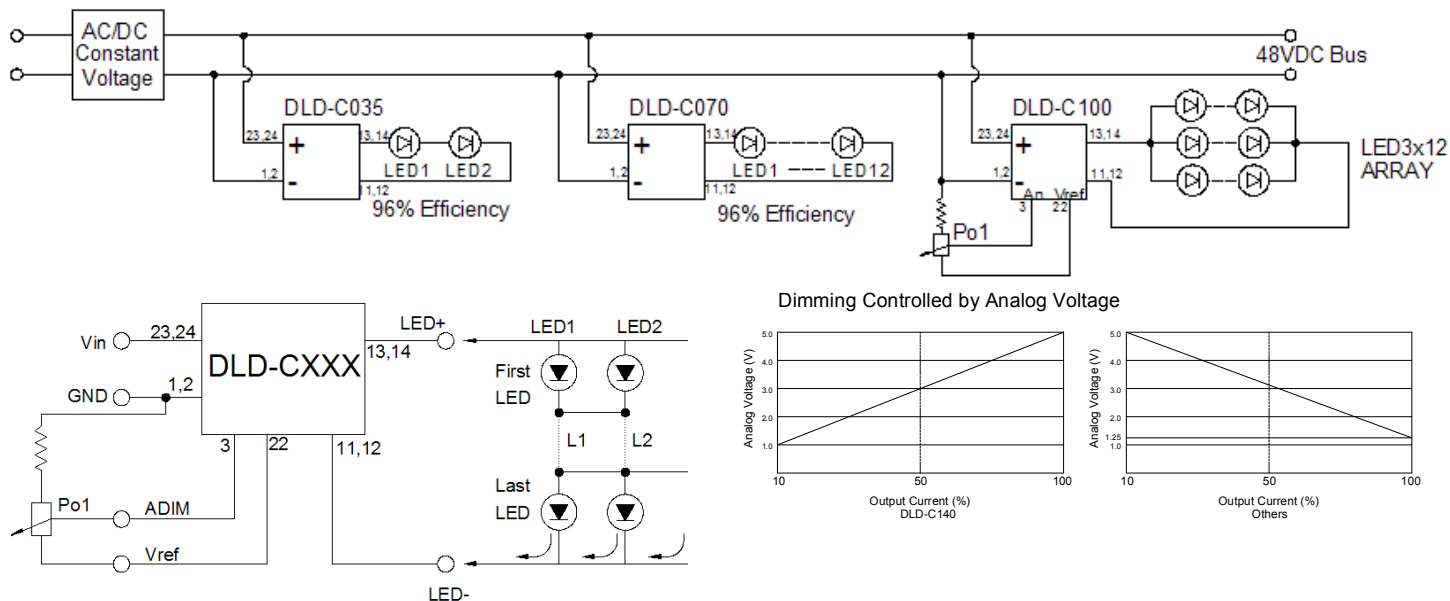 AC/DC
Constant
Voltage
48VDC Bus
DLD-C035
23,24
+
13,14
1,2
-
LED1 LED2
11,12
96% Efficiency
DLD-C070
23,24
+
13,14
1,2
-
LED1 LED12
11,12
96% Efficiency
DLD-C100
23,24
+
13,14
1,2
-
11,12
An Vref
3 22
Po1
LED3x12
ARRAY
Vin
23,24
DLD-CXXX
LED+
13,14
GND
1,2
3
22
11,12
Po1
ADIM
Vref
LED-
LED1
LED2
First
LED
L1
L2
Last
LED
Dimming Controlled by Analog Voltage
Analog Voltage (V)
5.0
4.0
3.0
2.0
1.0
10
50
100
Output Current (%)
DLD-C140
Analog Voltage (V)
5.0
4.0
3.0
2.0
1.25
1.0
10
50
100
Output Current (%)
Others